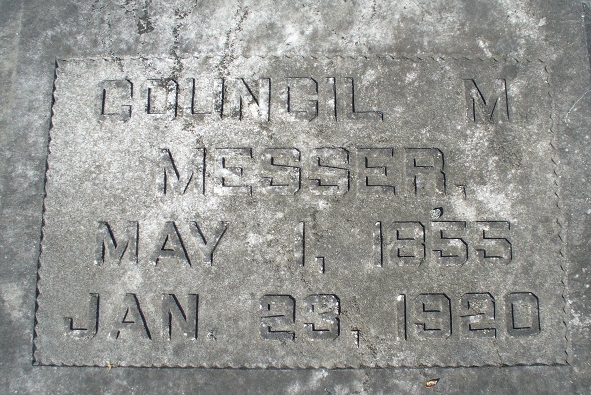 COUNCIL M.
MESSER,
MAY 1, 1855
JAN. 23, 1920